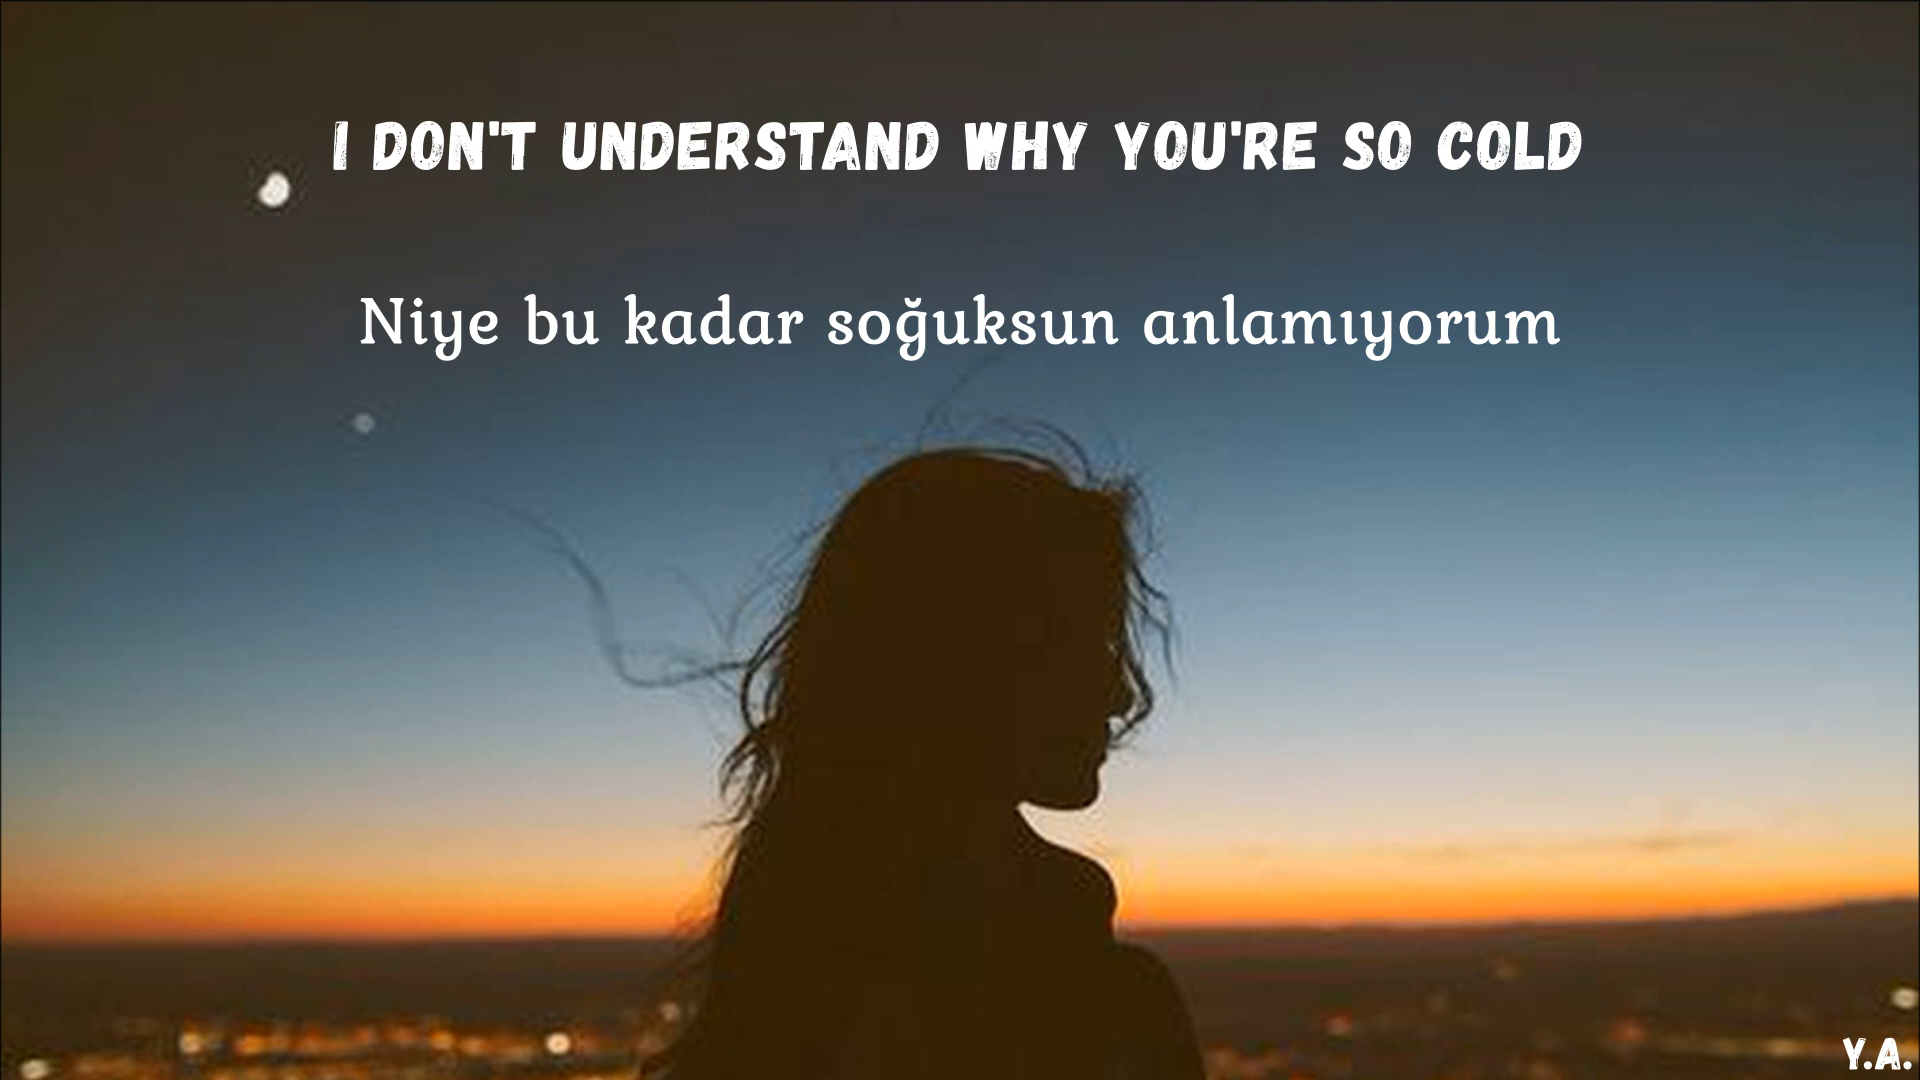 I DON'T UNDERSTAND WHY YOU'RE SO COLD
Niye bu kadar soğuksun anlamıyorum
Y.A.